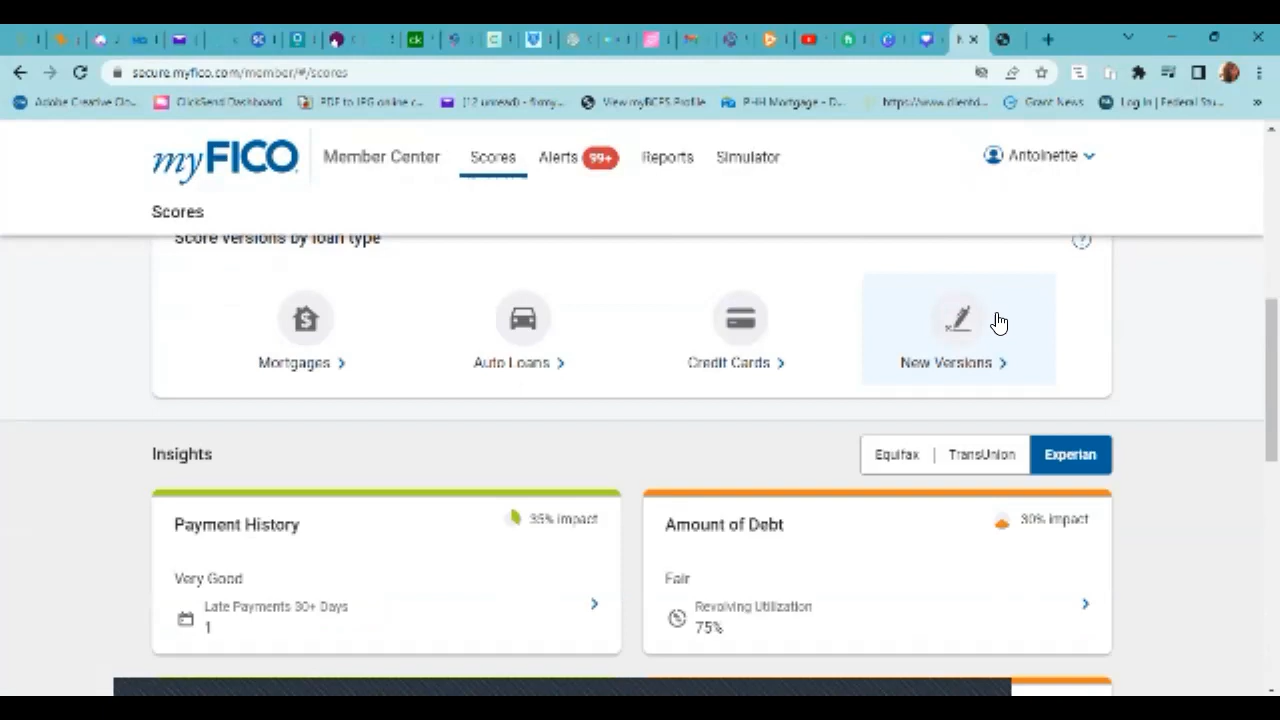 secure.myfico.com/member/#/scores
Adobe Creative Clo...
ClickSend Dashboard
PDF to JPG online c...
View myBCPS Profile
PHH Mortgage - D...
https://www.clientd...
Grant News
Log In | Federal Stu...
»
myFICO
Member Center
Scores
Alerts 99+
Reports
Simulator
Antoinette
Scores
Score versions by loan type
?
Mortgages
Auto Loans
Credit Cards
New Versions
Insights
Equifax | TransUnion Experian
Payment History
35% impact
Very Good
Late Payments 30+ Days
1
Amount of Debt
30% impact
Fair
Revolving Utilization
75%